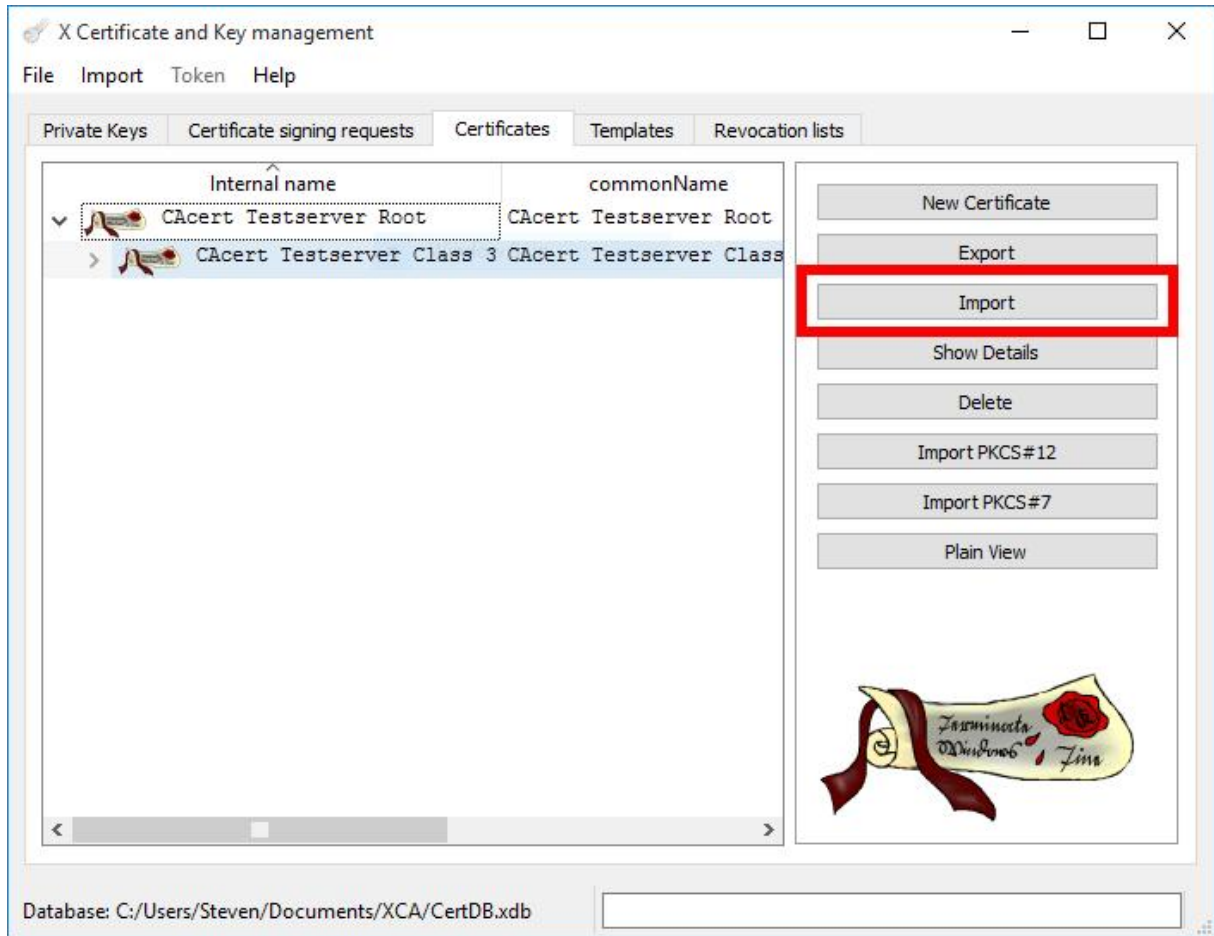 X Certificate and Key management
File Import Token Help
Private Keys Certificate signing requests Certificates Templates Revocation lists
Internal name commonName
CAcert Testserver Root CAcert Testserver Root
CAcert Testserver Class 3 CAcert Testserver Class
New Certificate
Export
Import
Show Details
Delete
Import PKCS#12
Import PKCS#7
Plain View
Database: C:/Users/Steven/Documents/XCA/CertDB.xdb